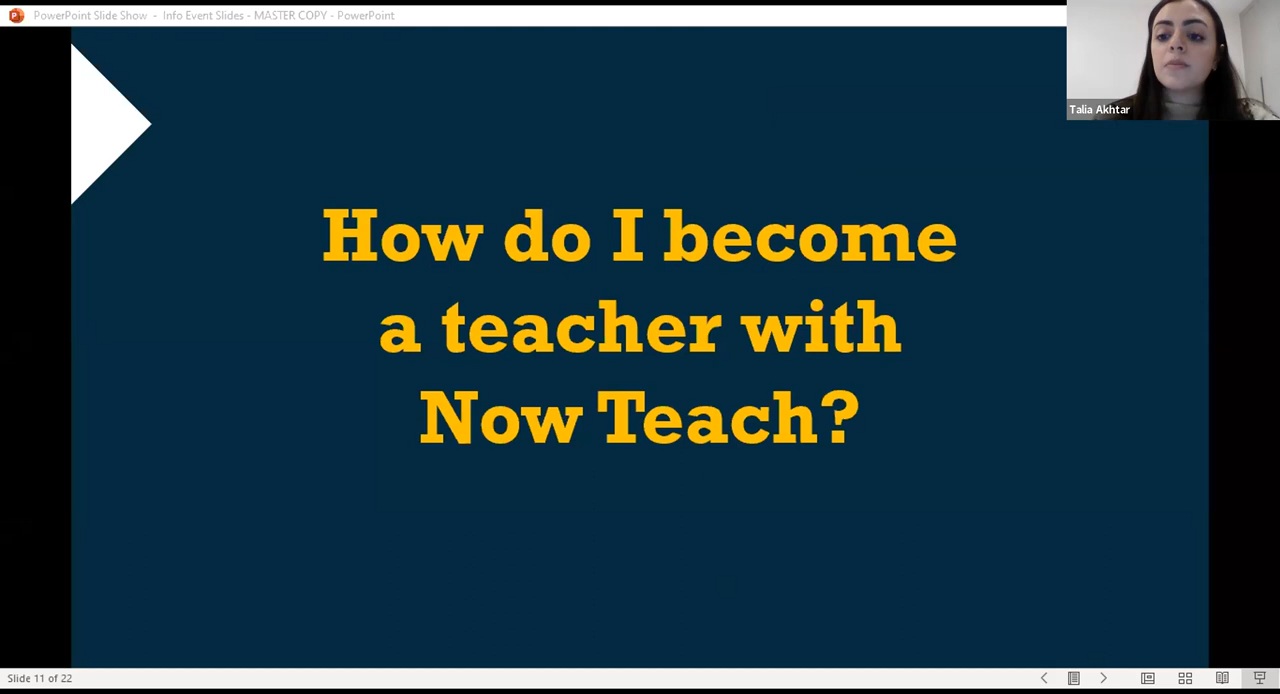 PowerPoint Slide Show - Info Event Slides - MASTER COPY - PowerPoint
Talia Akhtar
How do I become
a teacher with
Now Teach?
Slide 11 of 22